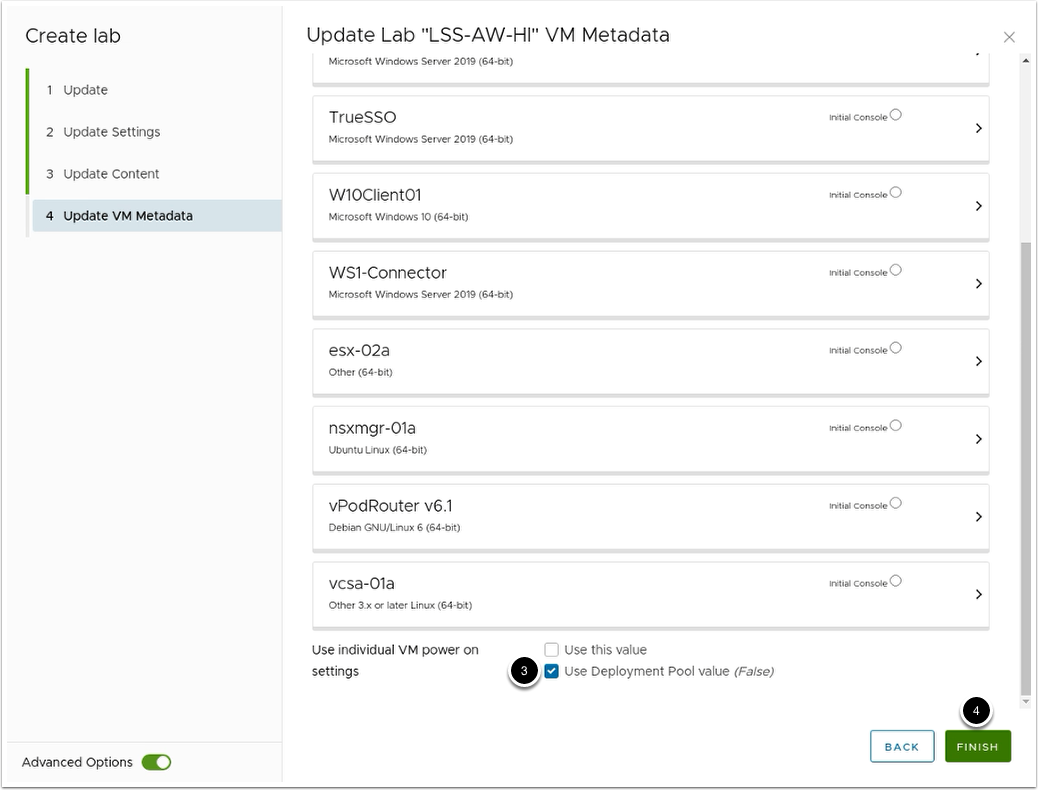 Create lab
1 Update
2 Update Settings
3 Update Content
4 Update VM Metadata
Advanced Options
Update Lab "LSS-AW-HI" VM Metadata
Microsoft Windows Server 2019 (64-bit)
TrueSSO
Initial Console
Microsoft Windows Server 2019 (64-bit)
W10Client01
Initial Console
Microsoft Windows 10 (64-bit)
WS1-Connector
Initial Console
Microsoft Windows Server 2019 (64-bit)
esx-02a
Initial Console
Other (64-bit)
nsxmgr-01a
Initial Console
Ubuntu Linux (64-bit)
vPodRouter v6.1
Initial Console
Debian GNU/Linux 6 (64-bit)
vcsa-01a
Initial Console
Other 3.x or later Linux (64-bit)
Use individual VM power on
settings
Use this value
3
Use Deployment Pool value (False)
4
BACK
FINISH